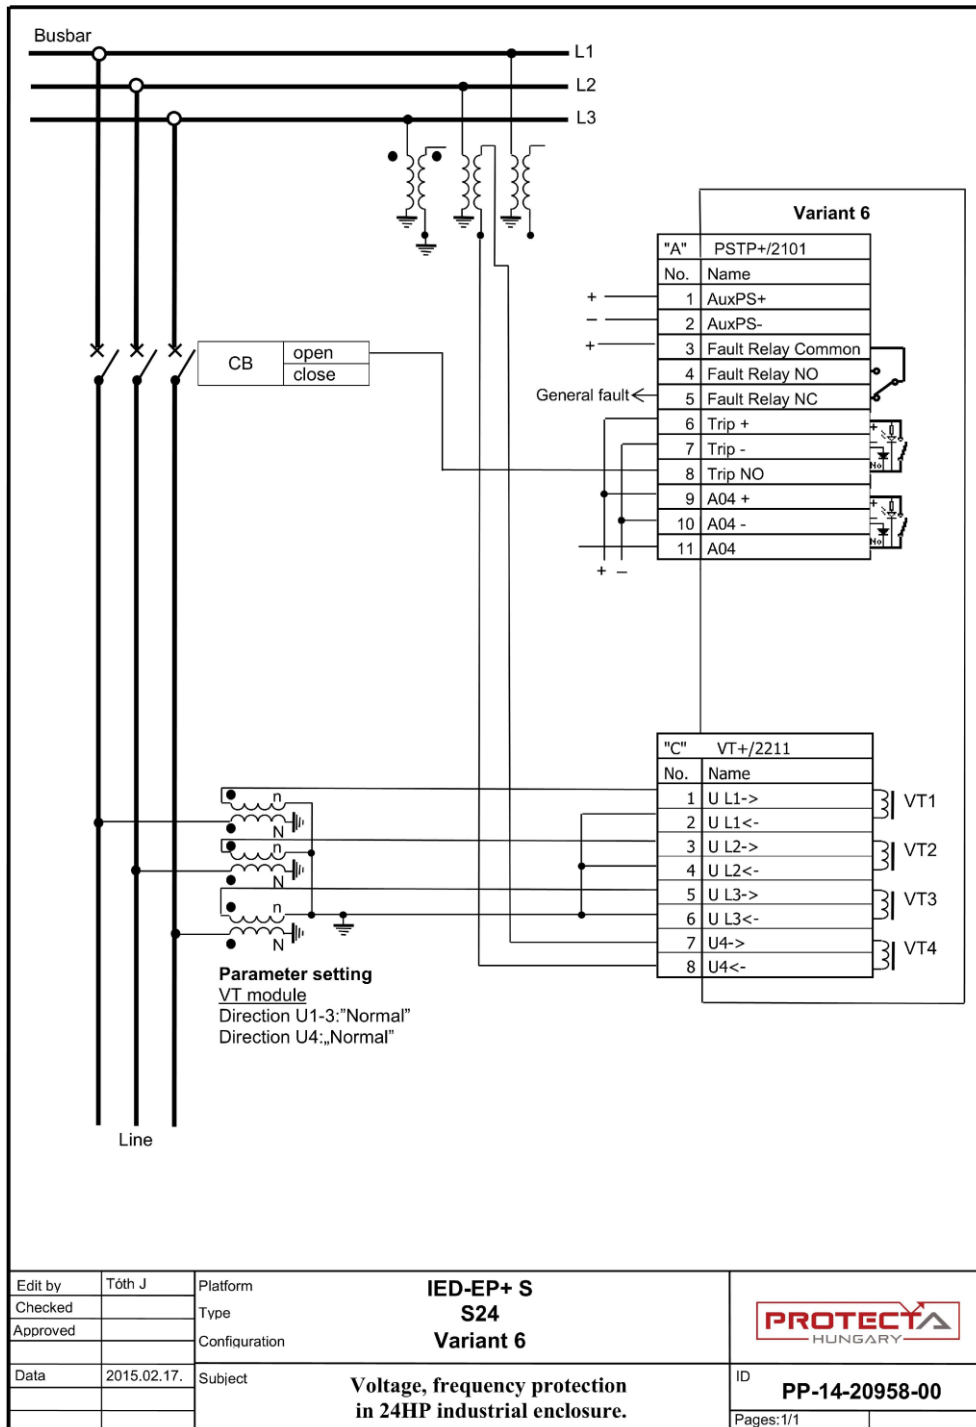 Busbar
L1
L2
L3
Variant 6
"A" PSTP+/2101
No. Name
+ 1 AuxPS+
– 2 AuxPS-
+ 3 Fault Relay Common
4 Fault Relay NO
General fault 5 Fault Relay NC
6 Trip +
7 Trip -
8 Trip NO
9 A04 +
10 A04 -
11 A04
+ –
+
–
No
+
–
No
CB open
close
"C" VT+/2211
No. Name
1 U L1->
2 U L1<-
3 U L2->
4 U L2<-
5 U L3->
6 U L3<-
7 U4->
8 U4<-
VT1
VT2
VT3
VT4
n
N
n
N
n
N
Parameter setting
VT module
Direction U1-3:"Normal"
Direction U4:„Normal"
Line
Edit by Tóth J
Checked
Approved
Data 2015.02.17.
Platform IED-EP+ S
Type S24
Configuration Variant 6
Subject Voltage, frequency protection
in 24HP industrial enclosure.
PROTECTA
HUNGARY
ID
PP-14-20958-00
Pages:1/1